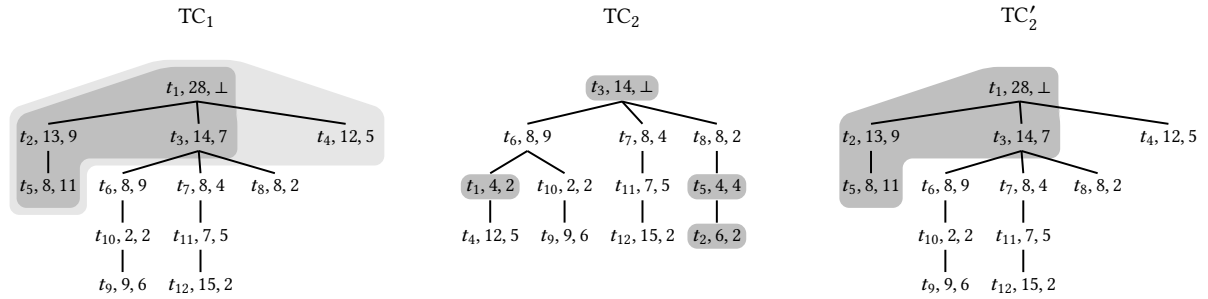 TC₁ TC₂ TC′₂
t₁, 28, ⊥ t₃, 14, ⊥ t₁, 28, ⊥
t₂, 13, 9 t₃, 14, 7 t₄, 12, 5 t₆, 8, 9 t₇, 8, 4 t₈, 8, 2 t₂, 13, 9 t₃, 14, 7 t₄, 12, 5
t₅, 8, 11 t₆, 8, 9 t₇, 8, 4 t₈, 8, 2 t₁, 4, 2 t₁₀, 2, 2 t₁₁, 7, 5 t₅, 4, 4 t₅, 8, 11 t₆, 8, 9 t₇, 8, 4 t₈, 8, 2
t₁₀, 2, 2 t₁₁, 7, 5 t₄, 12, 5 t₉, 9, 6 t₁₂, 15, 2 t₂, 6, 2 t₁₀, 2, 2 t₁₁, 7, 5
t₉, 9, 6 t₁₂, 15, 2 t₉, 9, 6 t₁₂, 15, 2